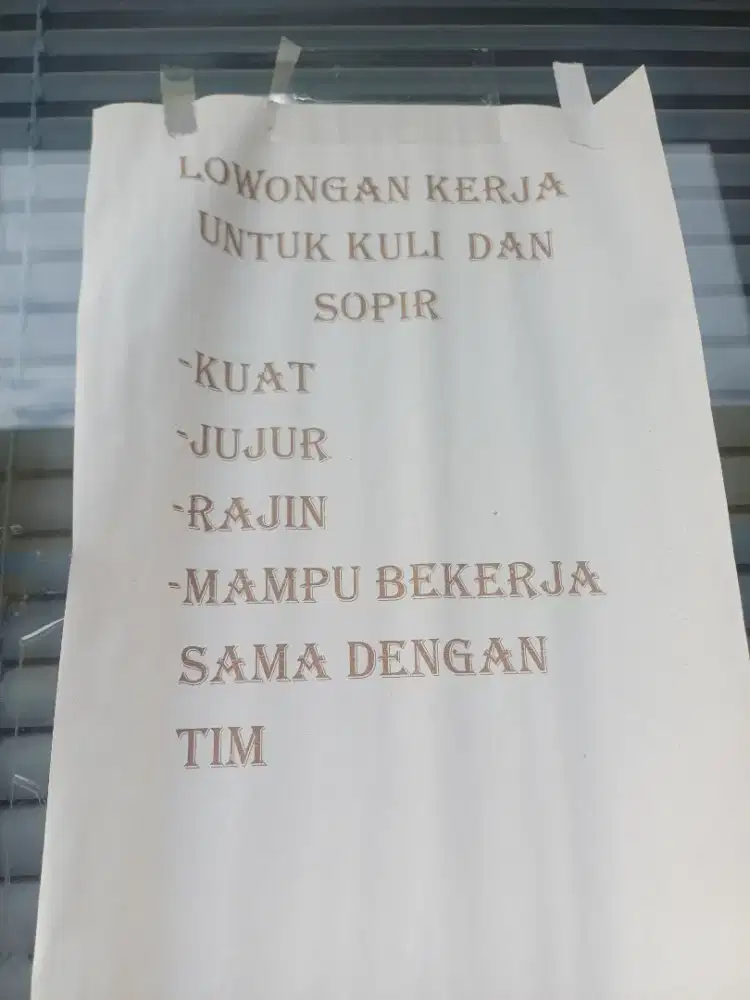 LOWONGAN KERJA
UNTUK KULI DAN
SOPIR
-KUAT
-JUJUR
-RAJIN
-MAMPU BEKERJA
SAMA DENGAN
TIM